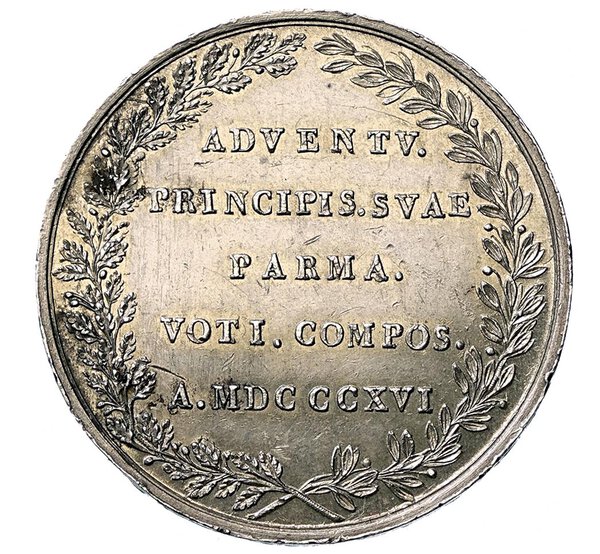 ADVENTV.
PRINCIPIS.SVAE
PARMA.
VOTI. COMPOS.
A. MDCCCXVI